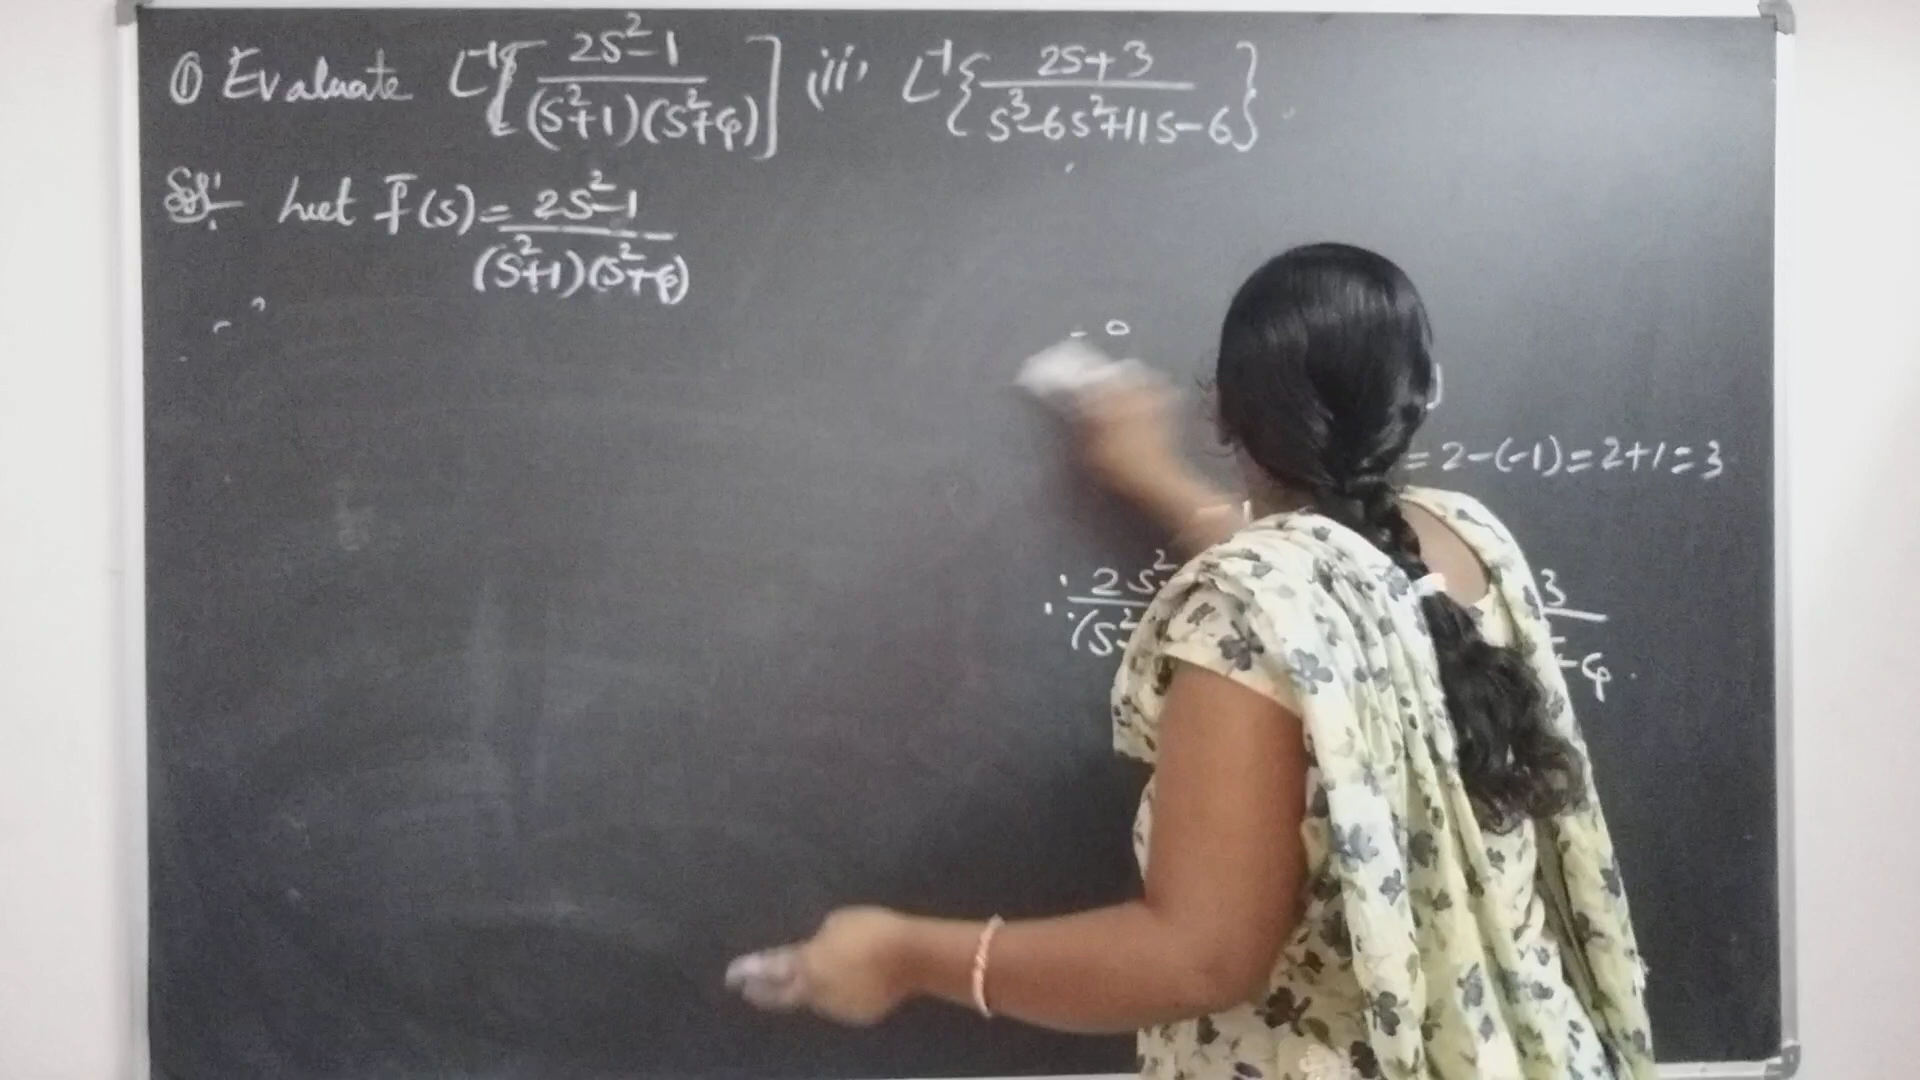 ① Evaluate L⁻¹[(2s²-1)/((s²+1)(s²+4))] (ii) L⁻¹{(2s+3)/(s³-6s²+11s-6)}
Sol:- Let f̄(s) = (2s²-1)/((s²+1)(s²+4))
= 2-(-1) = 2+1 = 3